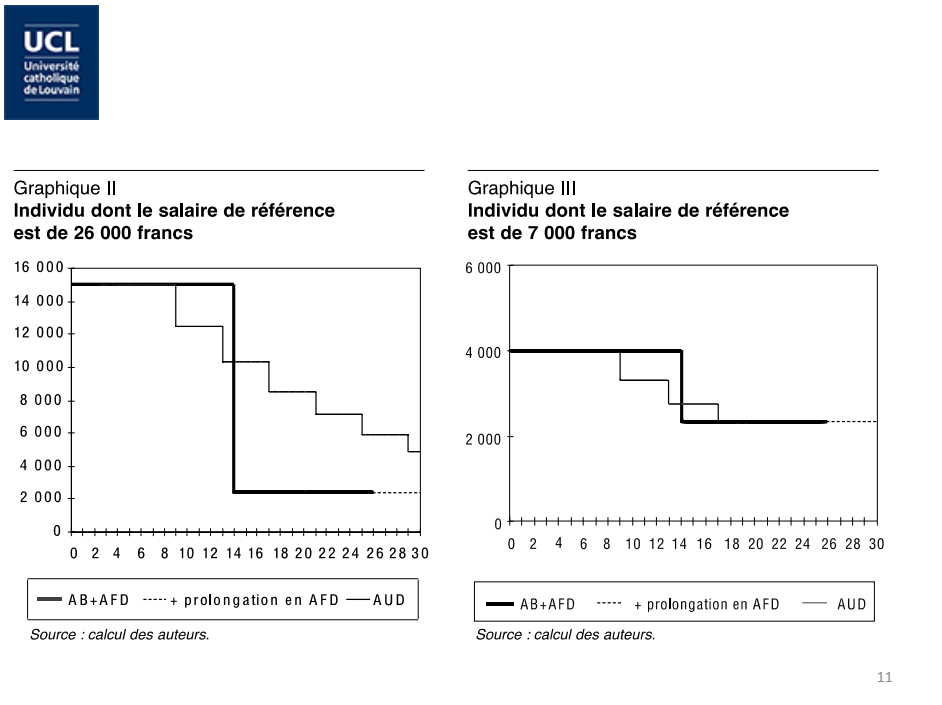 UCL
Université
catholique
de Louvain
Graphique II
Individu dont le salaire de référence
est de 26 000 francs
16 000
14 000
12 000
10 000
8 000
6 000
4 000
2 000
0
0 2 4 6 8 10 12 14 16 18 20 22 24 26 28 30
AB+AFD + prolongation en AFD AUD
Source : calcul des auteurs.
Graphique III
Individu dont le salaire de référence
est de 7 000 francs
6 000
4 000
2 000
0
0 2 4 6 8 10 12 14 16 18 20 22 24 26 28 30
AB+AFD + prolongation en AFD AUD
Source : calcul des auteurs.
11